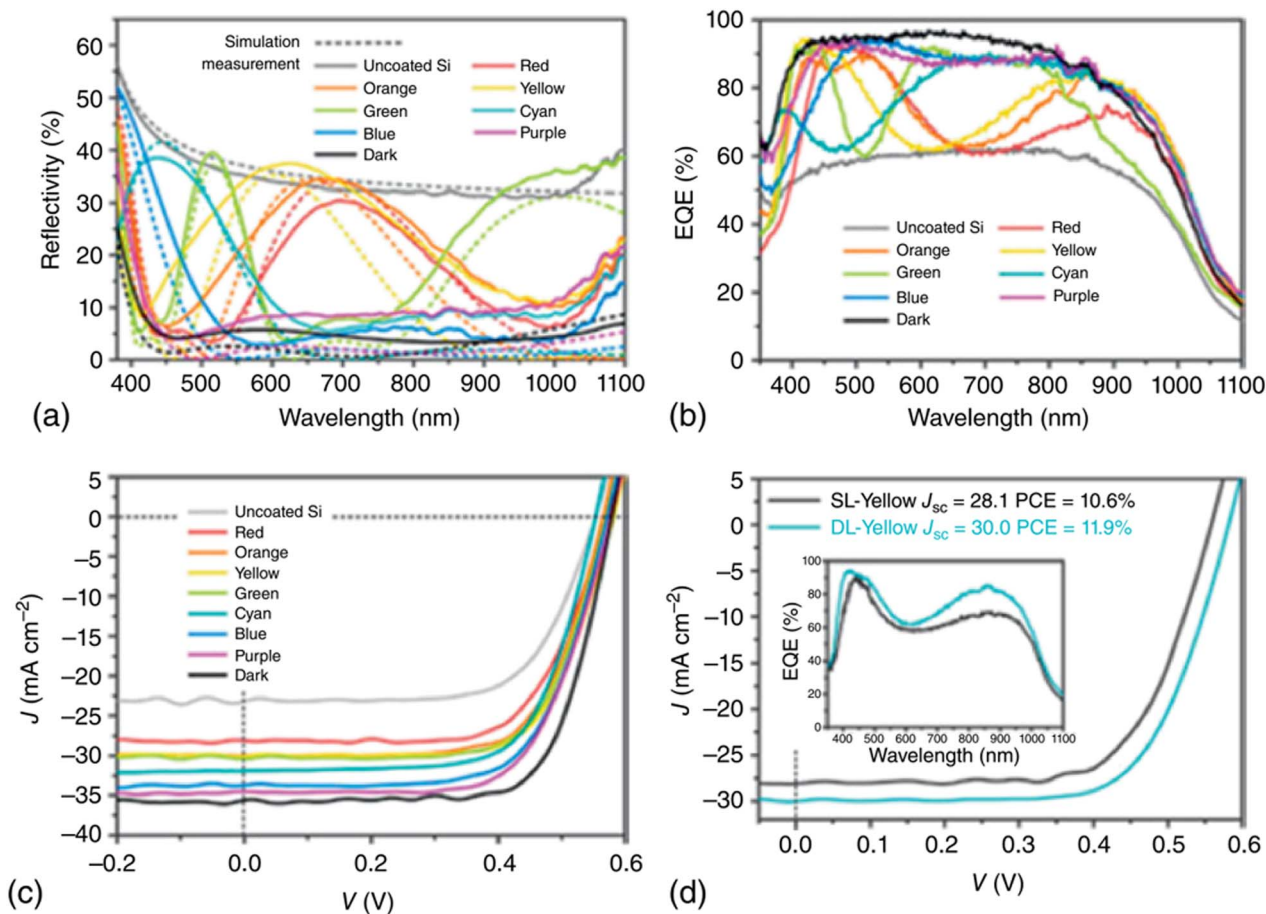 60
50
40
30
20
10
0
Reflectivity (%)
Simulation
measurement
Uncoated Si
Red
Orange
Yellow
Green
Cyan
Blue
Purple
Dark
400 500 600 700 800 900 1000 1100
Wavelength (nm)
(a)
100
80
60
40
20
0
EQE (%)
Uncoated Si
Red
Orange
Yellow
Green
Cyan
Blue
Purple
Dark
400 500 600 700 800 900 1000 1100
Wavelength (nm)
(b)
5
0
−5
−10
−15
−20
−25
−30
−35
−40
J (mA cm⁻²)
Uncoated Si
Red
Orange
Yellow
Green
Cyan
Blue
Purple
Dark
−0.2 0.0 0.2 0.4 0.6
V (V)
(c)
5
0
−5
−10
−15
−20
−25
−30
J (mA cm⁻²)
SL-Yellow Jsc = 28.1 PCE = 10.6%
DL-Yellow Jsc = 30.0 PCE = 11.9%
100
80
60
40
20
0
EQE (%)
400 500 600 700 800 900 1000 1100
Wavelength (nm)
0.0 0.1 0.2 0.3 0.4 0.5 0.6
V (V)
(d)